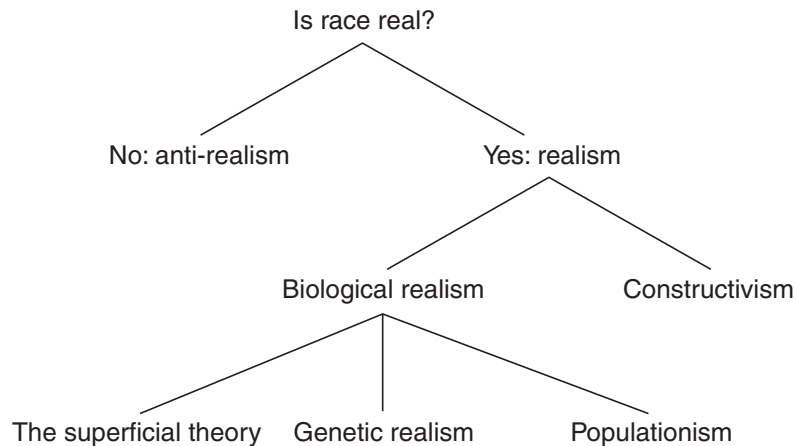 Is race real?
No: anti-realism
Yes: realism
Biological realism
Constructivism
The superficial theory
Genetic realism
Populationism